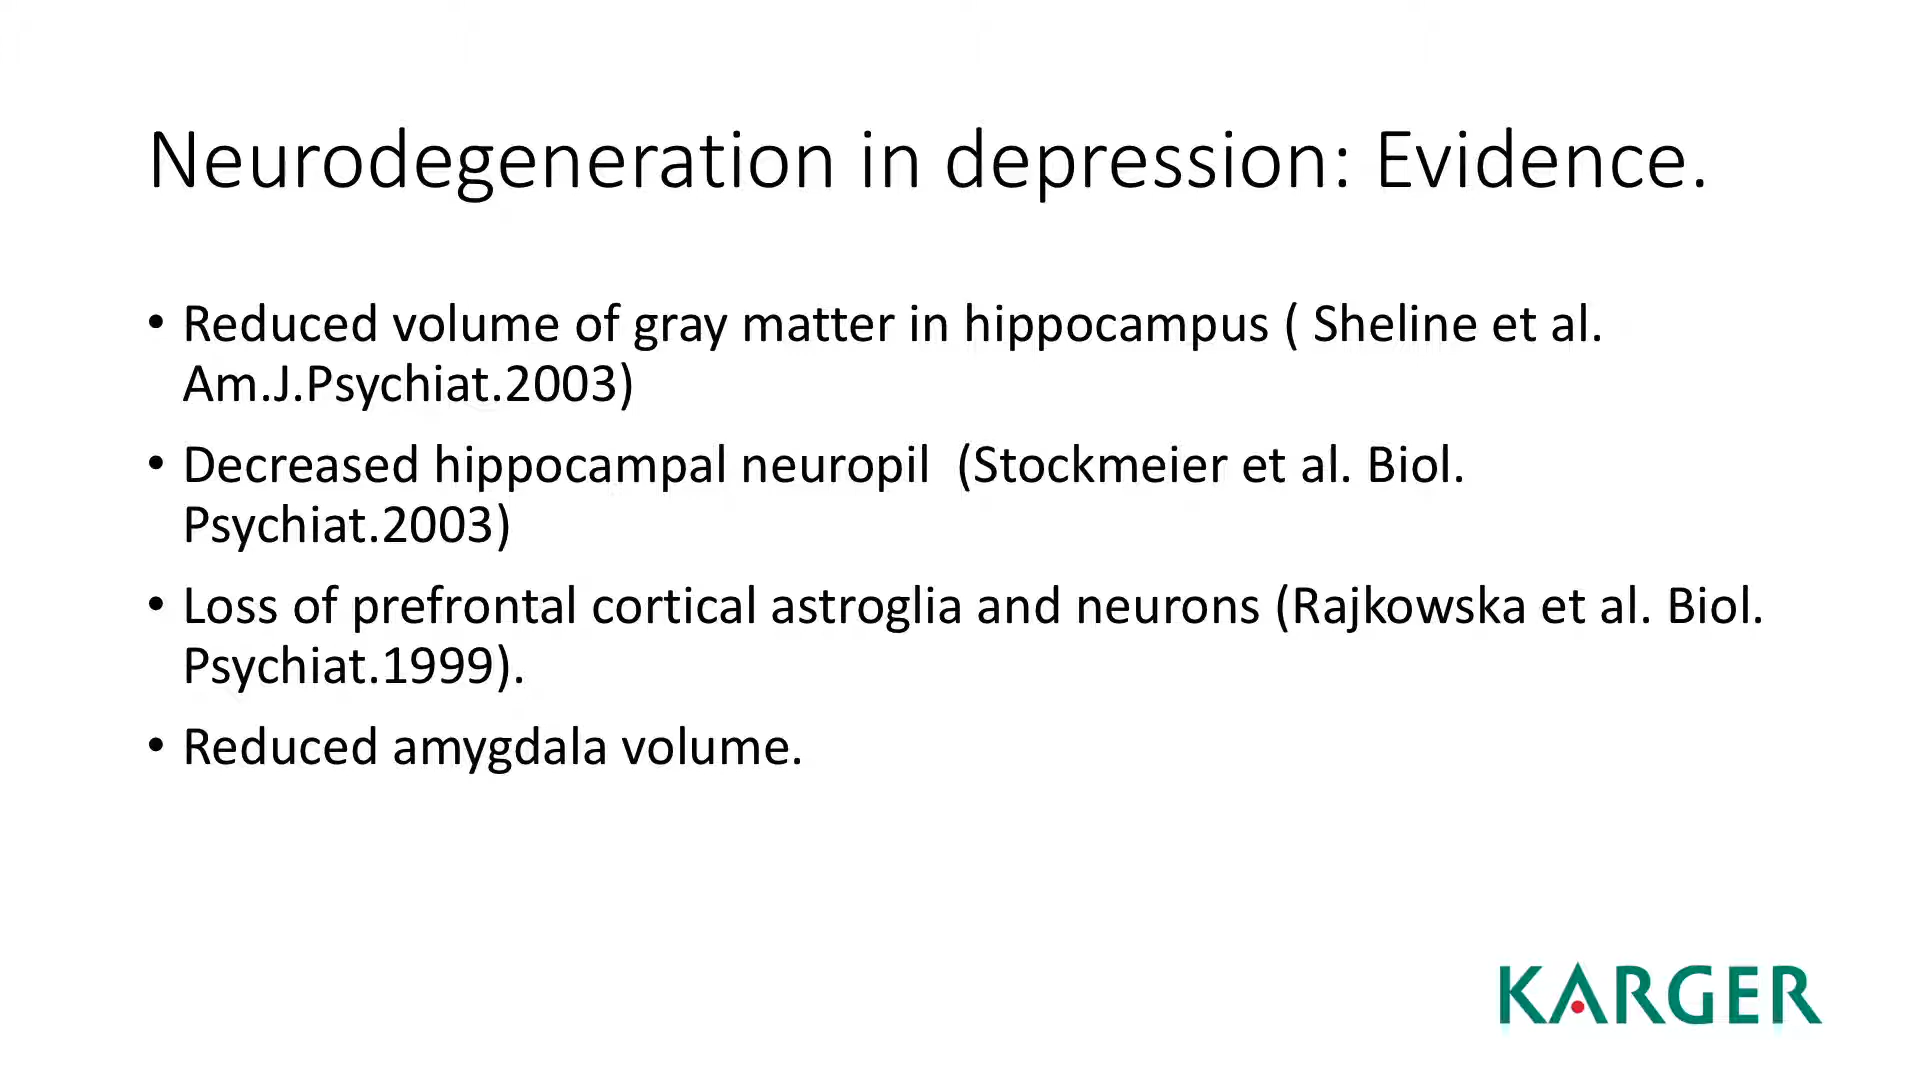 Neurodegeneration in depression: Evidence.
• Reduced volume of gray matter in hippocampus ( Sheline et al.
Am.J.Psychiat.2003)
• Decreased hippocampal neuropil  (Stockmeier et al. Biol.
Psychiat.2003)
• Loss of prefrontal cortical astroglia and neurons (Rajkowska et al. Biol.
Psychiat.1999).
• Reduced amygdala volume.
KARGER